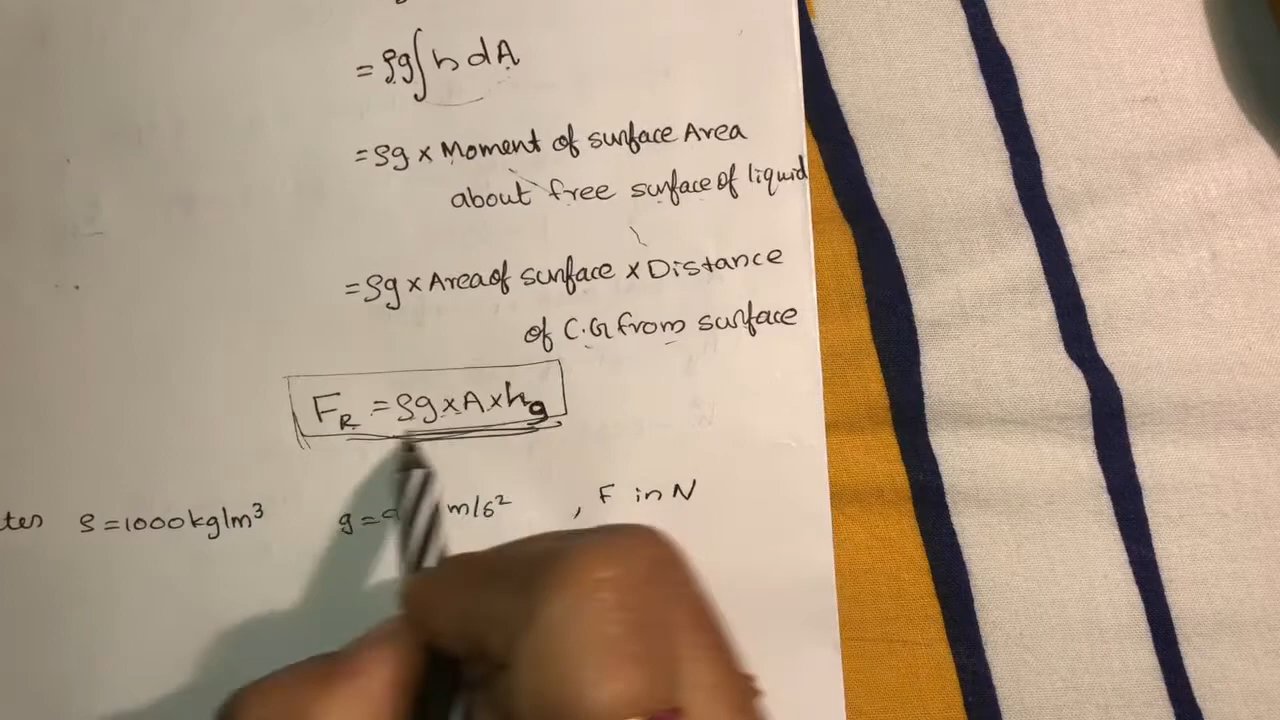 = ρg∫h dA
= ρg × Moment of surface Area
about free surface of liquid
= ρg × Area of surface × Distance
of C.G from surface
F_R = ρg × A × h_g
ρ = 1000 kg/m³ g = m/s² , F in N